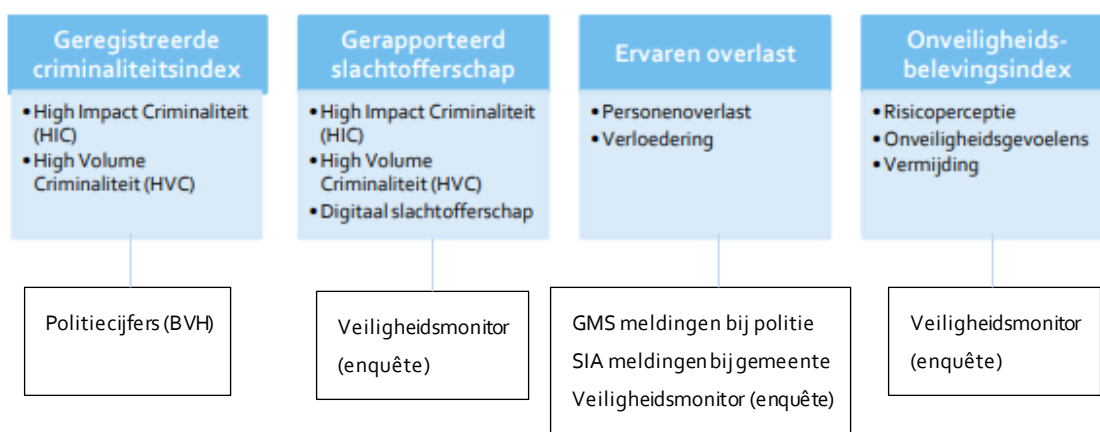 Geregistreerde
criminaliteitsindex
• High Impact Criminaliteit
(HIC)
• High Volume
Criminaliteit (HVC)
Politiecijfers (BVH)
Gerapporteerd
slachtofferschap
• High Impact Criminaliteit
(HIC)
• High Volume
Criminaliteit (HVC)
• Digitaal slachtofferschap
Veiligheidsmonitor
(enquête)
Ervaren overlast
• Personenoverlast
• Verloedering
GMS meldingen bij politie
SIA meldingen bij gemeente
Veiligheidsmonitor (enquête)
Onveiligheids-
belevingsindex
• Risicoperceptie
• Onveiligheidsgevoelens
• Vermijding
Veiligheidsmonitor
(enquête)